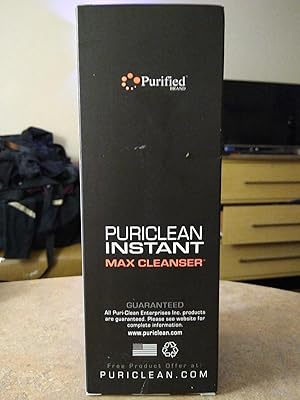 Purified
BRAND
PURICLEAN
INSTANT
MAX CLEANSER
GUARANTEED
All Puri-Clean Enterprises Inc. products
are guaranteed. Please see website for
complete information.
www.puriclean.com
Free Product Offer at
PURICLEAN.COM